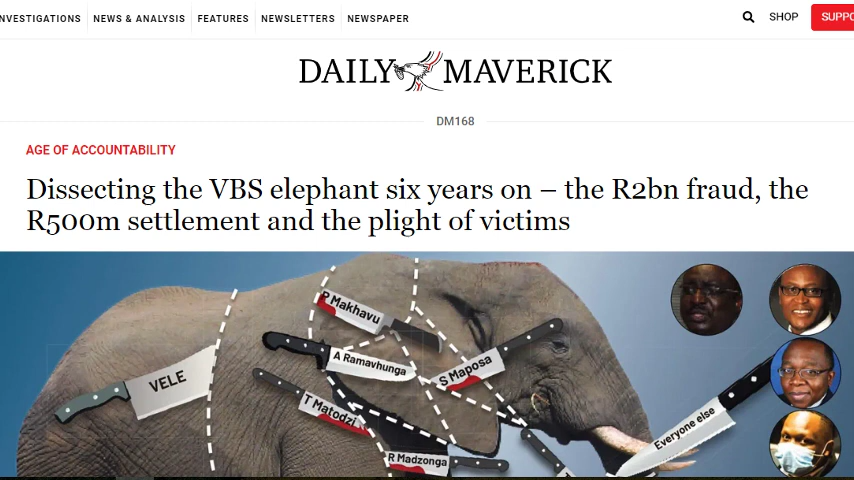 NVESTIGATIONS
NEWS & ANALYSIS
FEATURES
NEWSLETTERS
NEWSPAPER
SHOP
SUPPO
DAILY MAVERICK
DM168
AGE OF ACCOUNTABILITY
Dissecting the VBS elephant six years on – the R2bn fraud, the
R500m settlement and the plight of victims
P Makhavu
A Ramavhunga
S Maposa
VELE
T Matodzi
Everyone else
R Madzonga